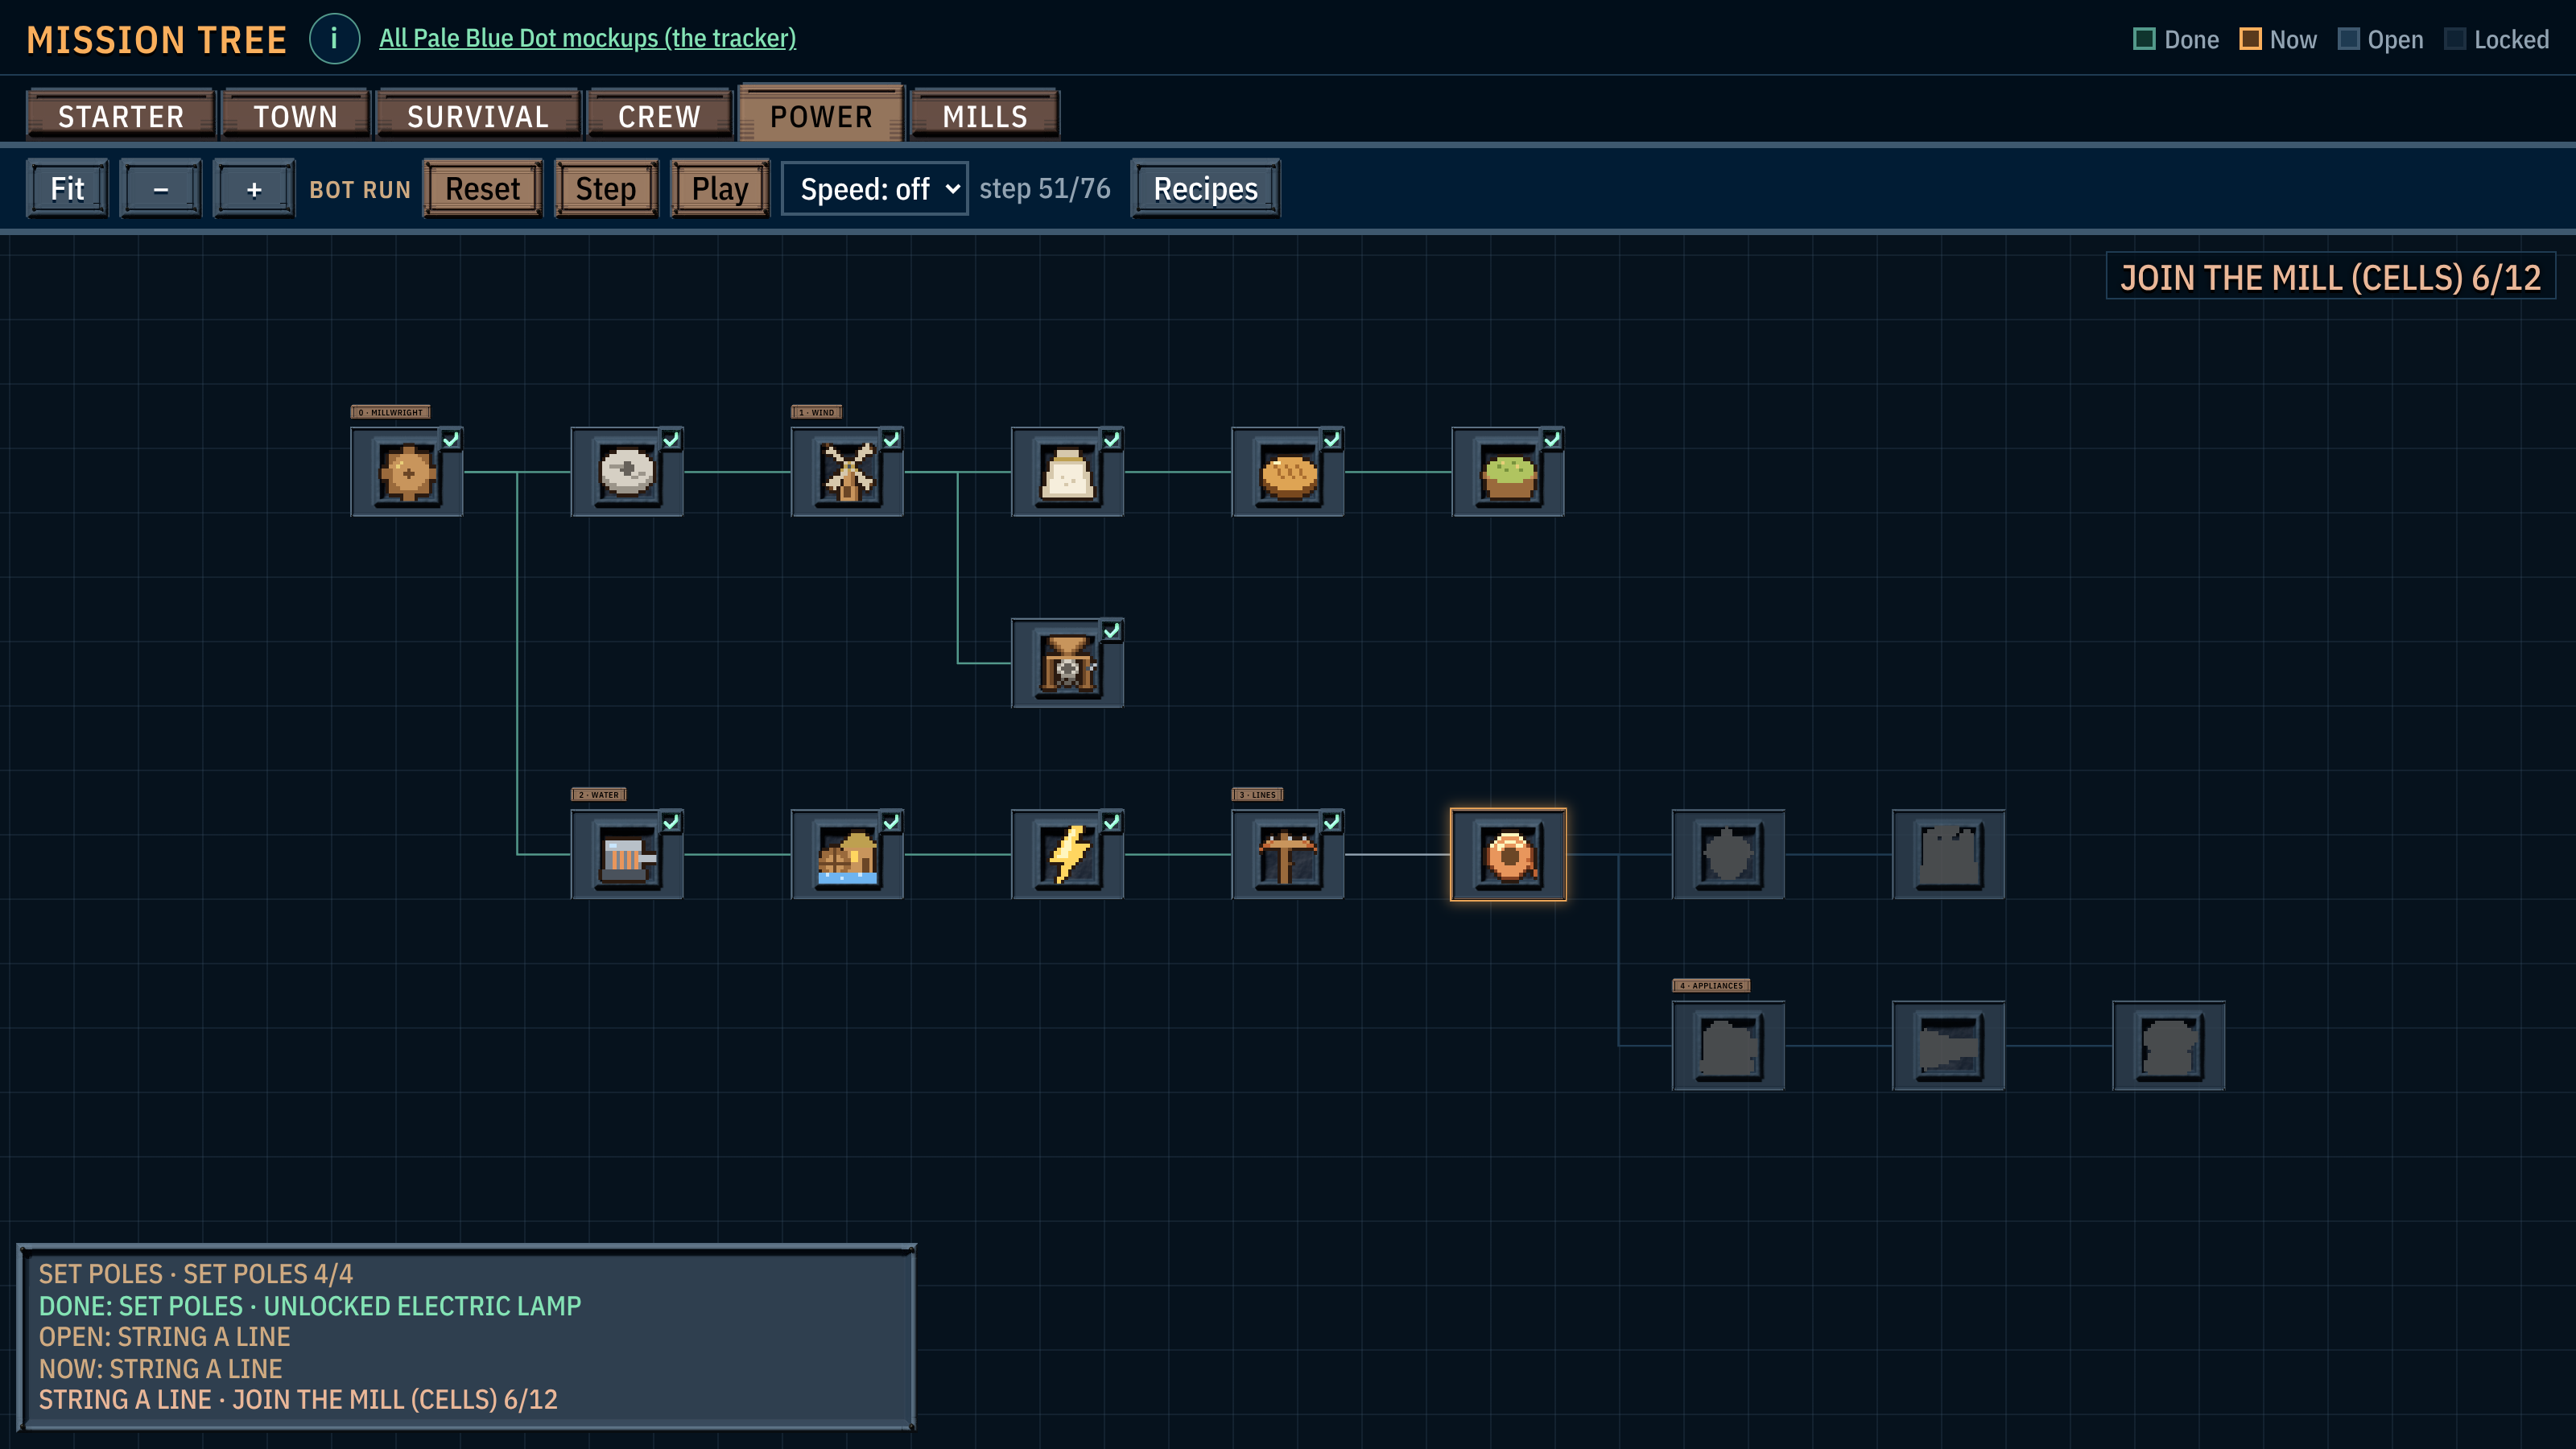 MISSION TREE i All Pale Blue Dot mockups (the tracker) Done Now Open Locked
STARTER TOWN SURVIVAL CREW POWER MILLS
Fit − + BOT RUN Reset Step Play Speed: off step 51/76 Recipes
JOIN THE MILL (CELLS) 6/12
0 · MILLWRIGHT 1 · WIND
2 · WATER 3 · LINES
4 · APPLIANCES
SET POLES · SET POLES 4/4
DONE: SET POLES · UNLOCKED ELECTRIC LAMP
OPEN: STRING A LINE
NOW: STRING A LINE
STRING A LINE · JOIN THE MILL (CELLS) 6/12